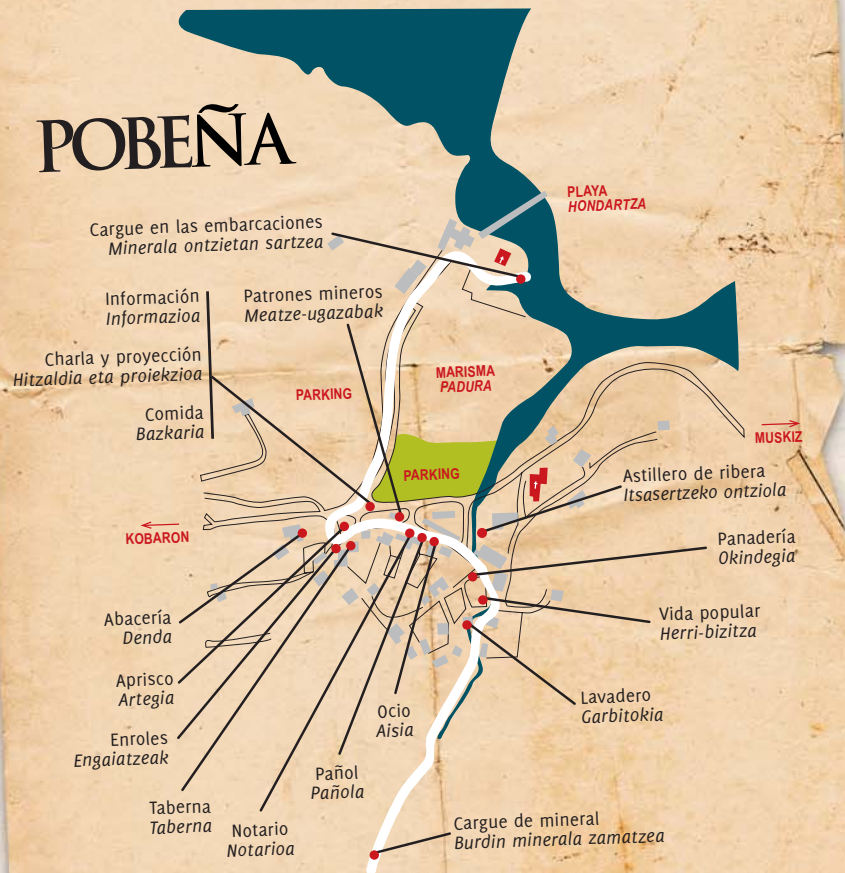 POBEÑA
PLAYA
HONDARTZA
Cargue en las embarcaciones
Minerala ontzietan sartzea
Información
Informazioa
Patrones mineros
Meatze-ugazabak
Charla y proyección
Hitzaldia eta proiekzioa
Comida
Bazkaria
PARKING
MARISMA
PADURA
MUSKIZ
PARKING
Astillero de ribera
Itsasertzeko ontziola
KOBARON
Panadería
Okindegia
Abacería
Denda
Vida popular
Herri-bizitza
Aprisco
Artegia
Lavadero
Garbitokia
Ocio
Aisia
Enroles
Engaiatzeak
Pañol
Pañola
Taberna
Taberna
Notario
Notarioa
Cargue de mineral
Burdin minerala zamatzea